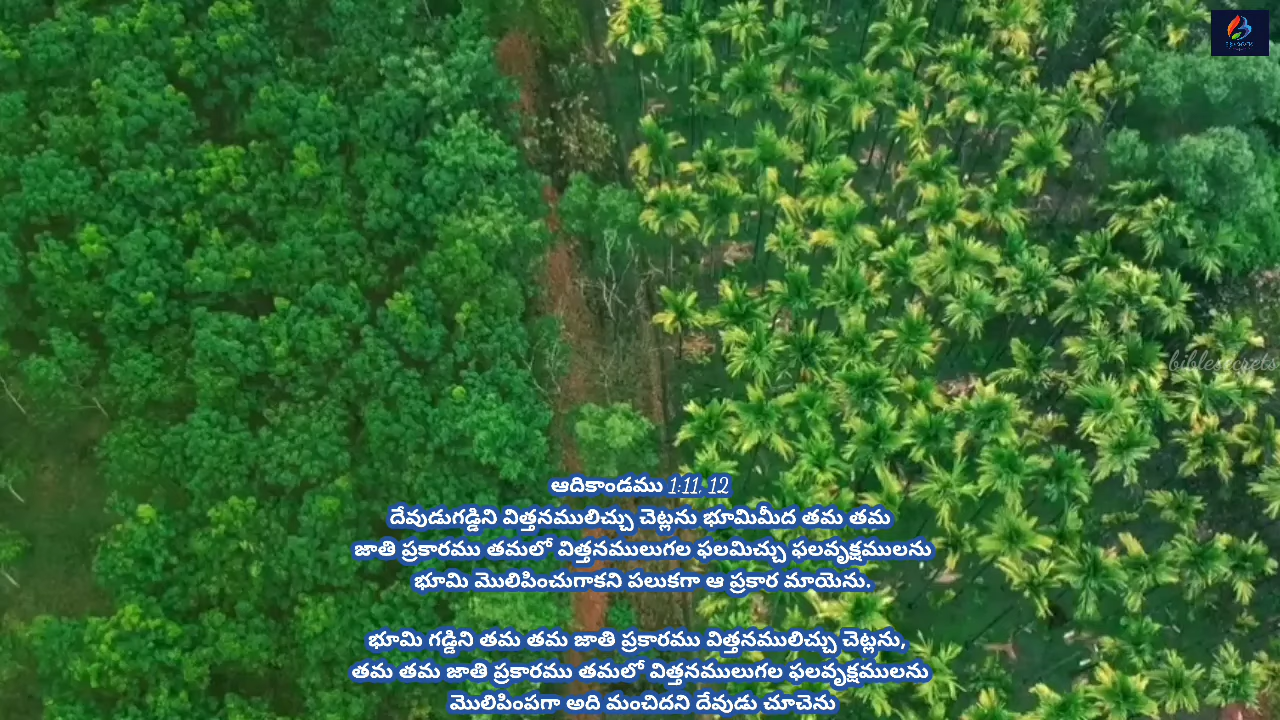 biblesecrets
ఆదికాండము 1:11, 12
దేవుడుగడ్డిని విత్తనములిచ్చు చెట్లను భూమిమీద తమ తమ
జాతి ప్రకారము తమలో విత్తనములుగల ఫలమిచ్చు ఫలవృక్షములను
భూమి మొలిపించుగాకని పలుకగా ఆ ప్రకార మాయెను.
భూమి గడ్డిని తమ తమ జాతి ప్రకారము విత్తనములిచ్చు చెట్లను,
తమ తమ జాతి ప్రకారము తమలో విత్తనములుగల ఫలవృక్షములను
మొలిపింపగా అది మంచిదని దేవుడు చూచెను